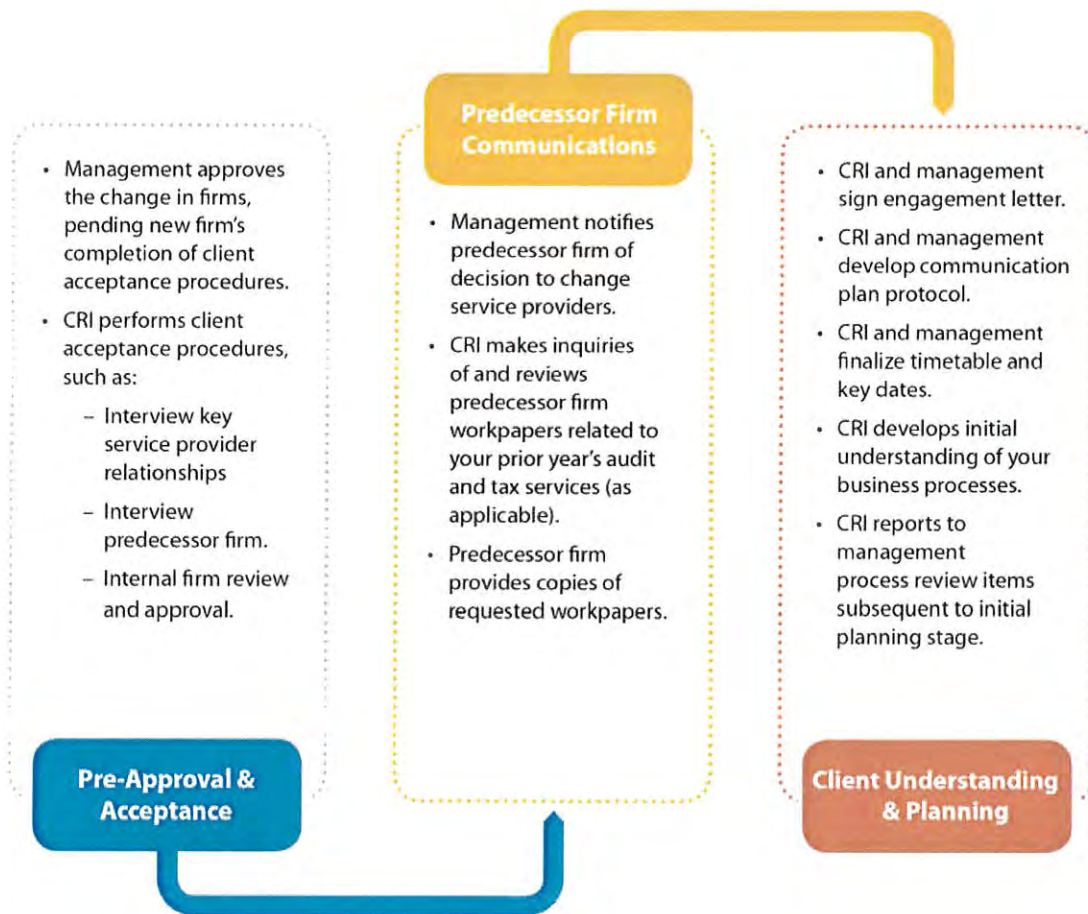 • Management approves
the change in firms,
pending new firm's
completion of client
acceptance procedures.
• CRI performs client
acceptance procedures,
such as:
– Interview key
service provider
relationships
– Interview
predecessor firm.
– Internal firm review
and approval.
Pre-Approval &
Acceptance
Predecessor Firm
Communications
• Management notifies
predecessor firm of
decision to change
service providers.
• CRI makes inquiries
of and reviews
predecessor firm
workpapers related to
your prior year's audit
and tax services (as
applicable).
• Predecessor firm
provides copies of
requested workpapers.
• CRI and management
sign engagement letter.
• CRI and management
develop communication
plan protocol.
• CRI and management
finalize timetable and
key dates.
• CRI develops initial
understanding of your
business processes.
• CRI reports to
management
process review items
subsequent to initial
planning stage.
Client Understanding
& Planning